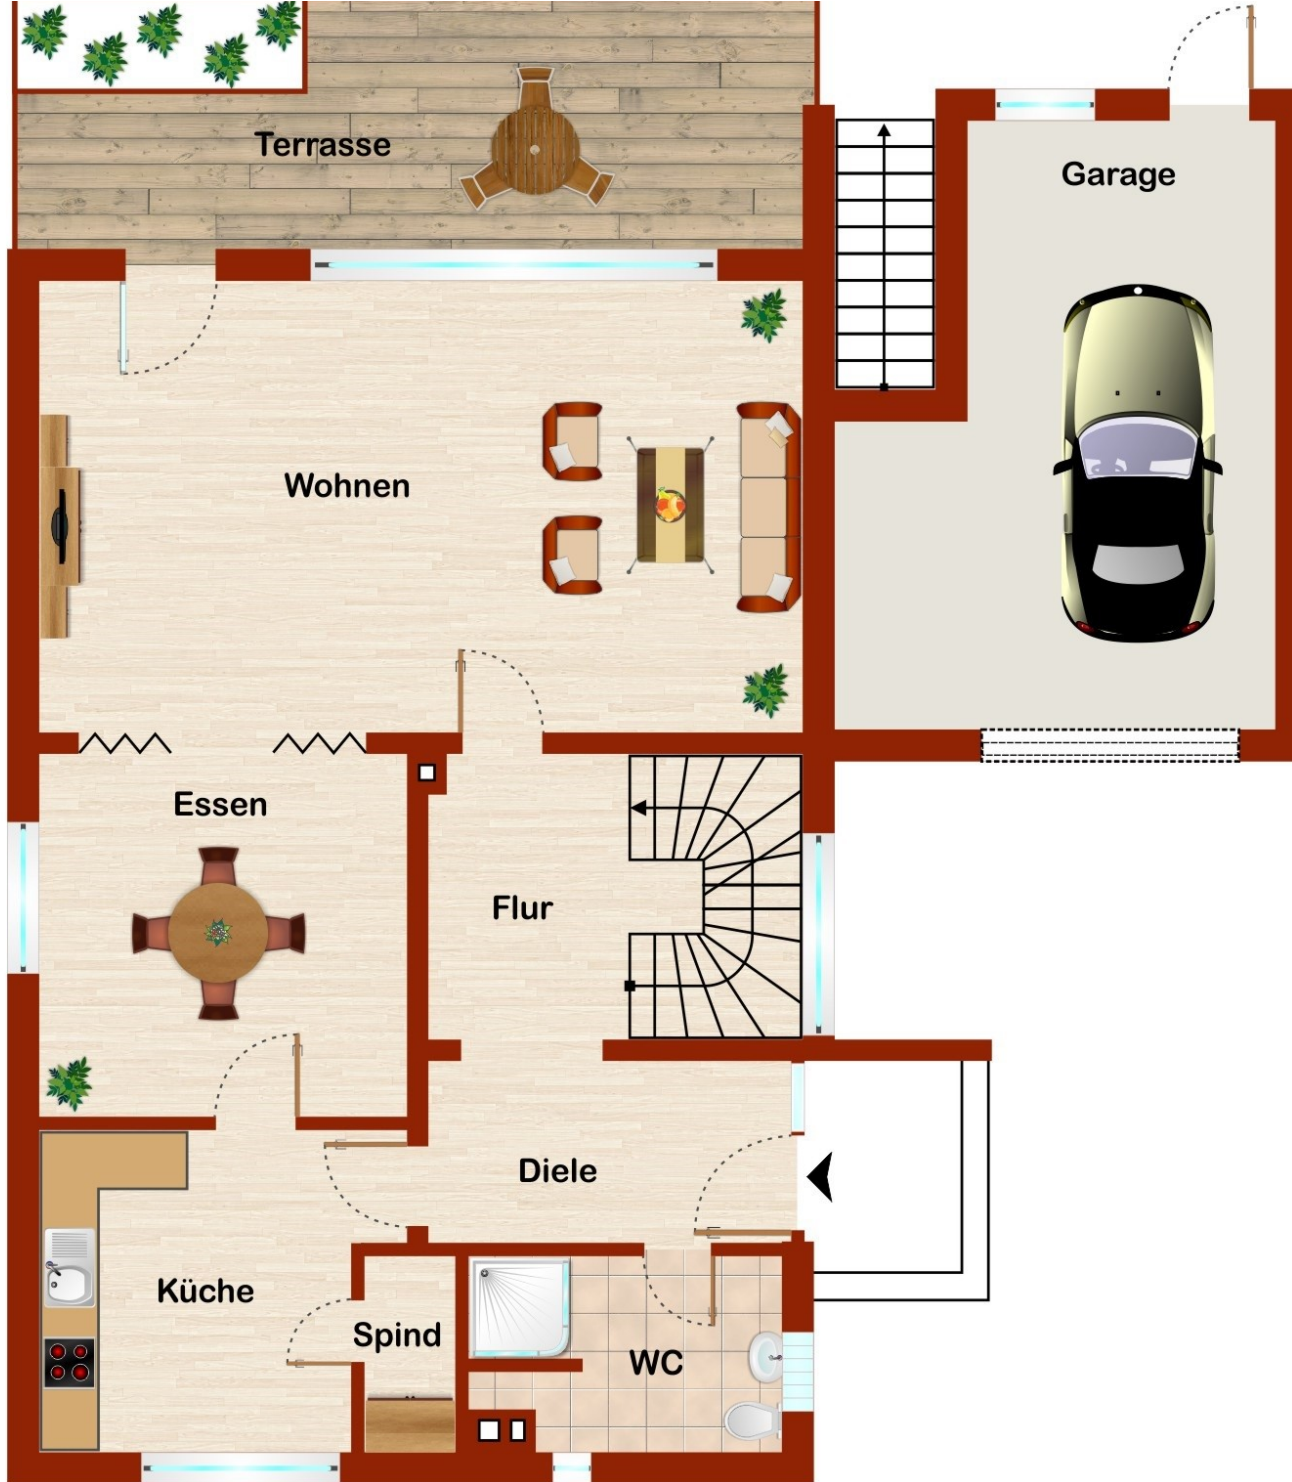 Terrasse
Garage
Wohnen
Essen
Flur
Diele
Küche
Spind
WC